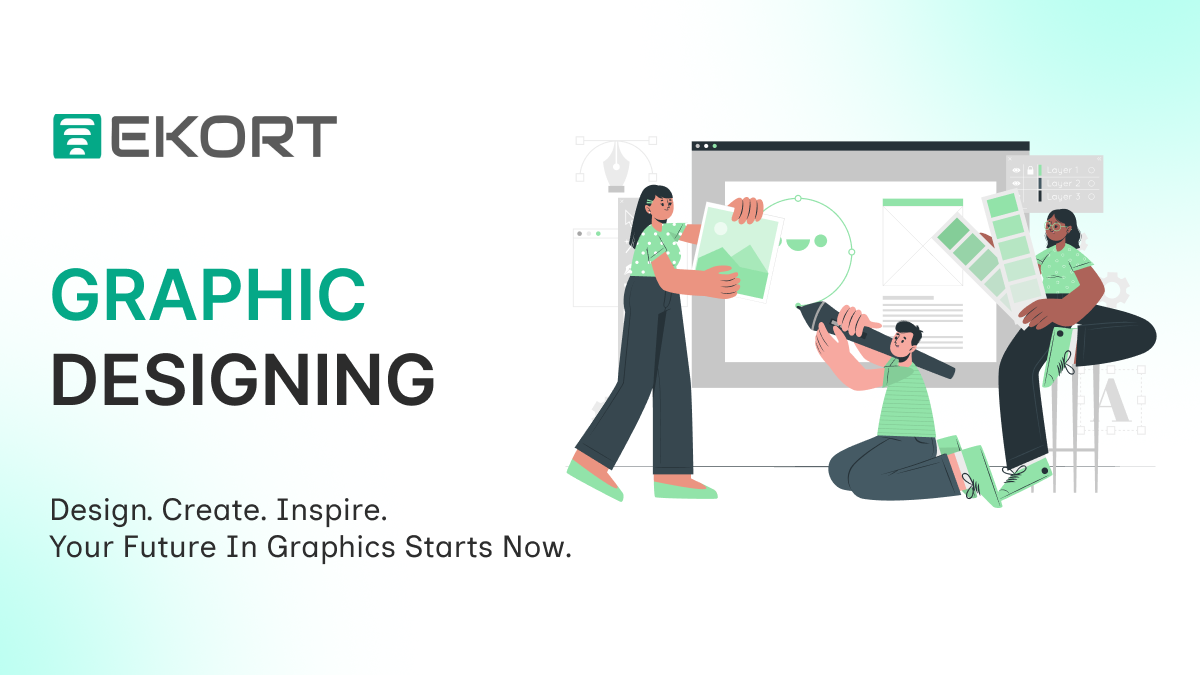 EKORT
GRAPHIC
DESIGNING
Design. Create. Inspire.
Your Future In Graphics Starts Now.
Layer 1
Layer 2
Layer 3
A